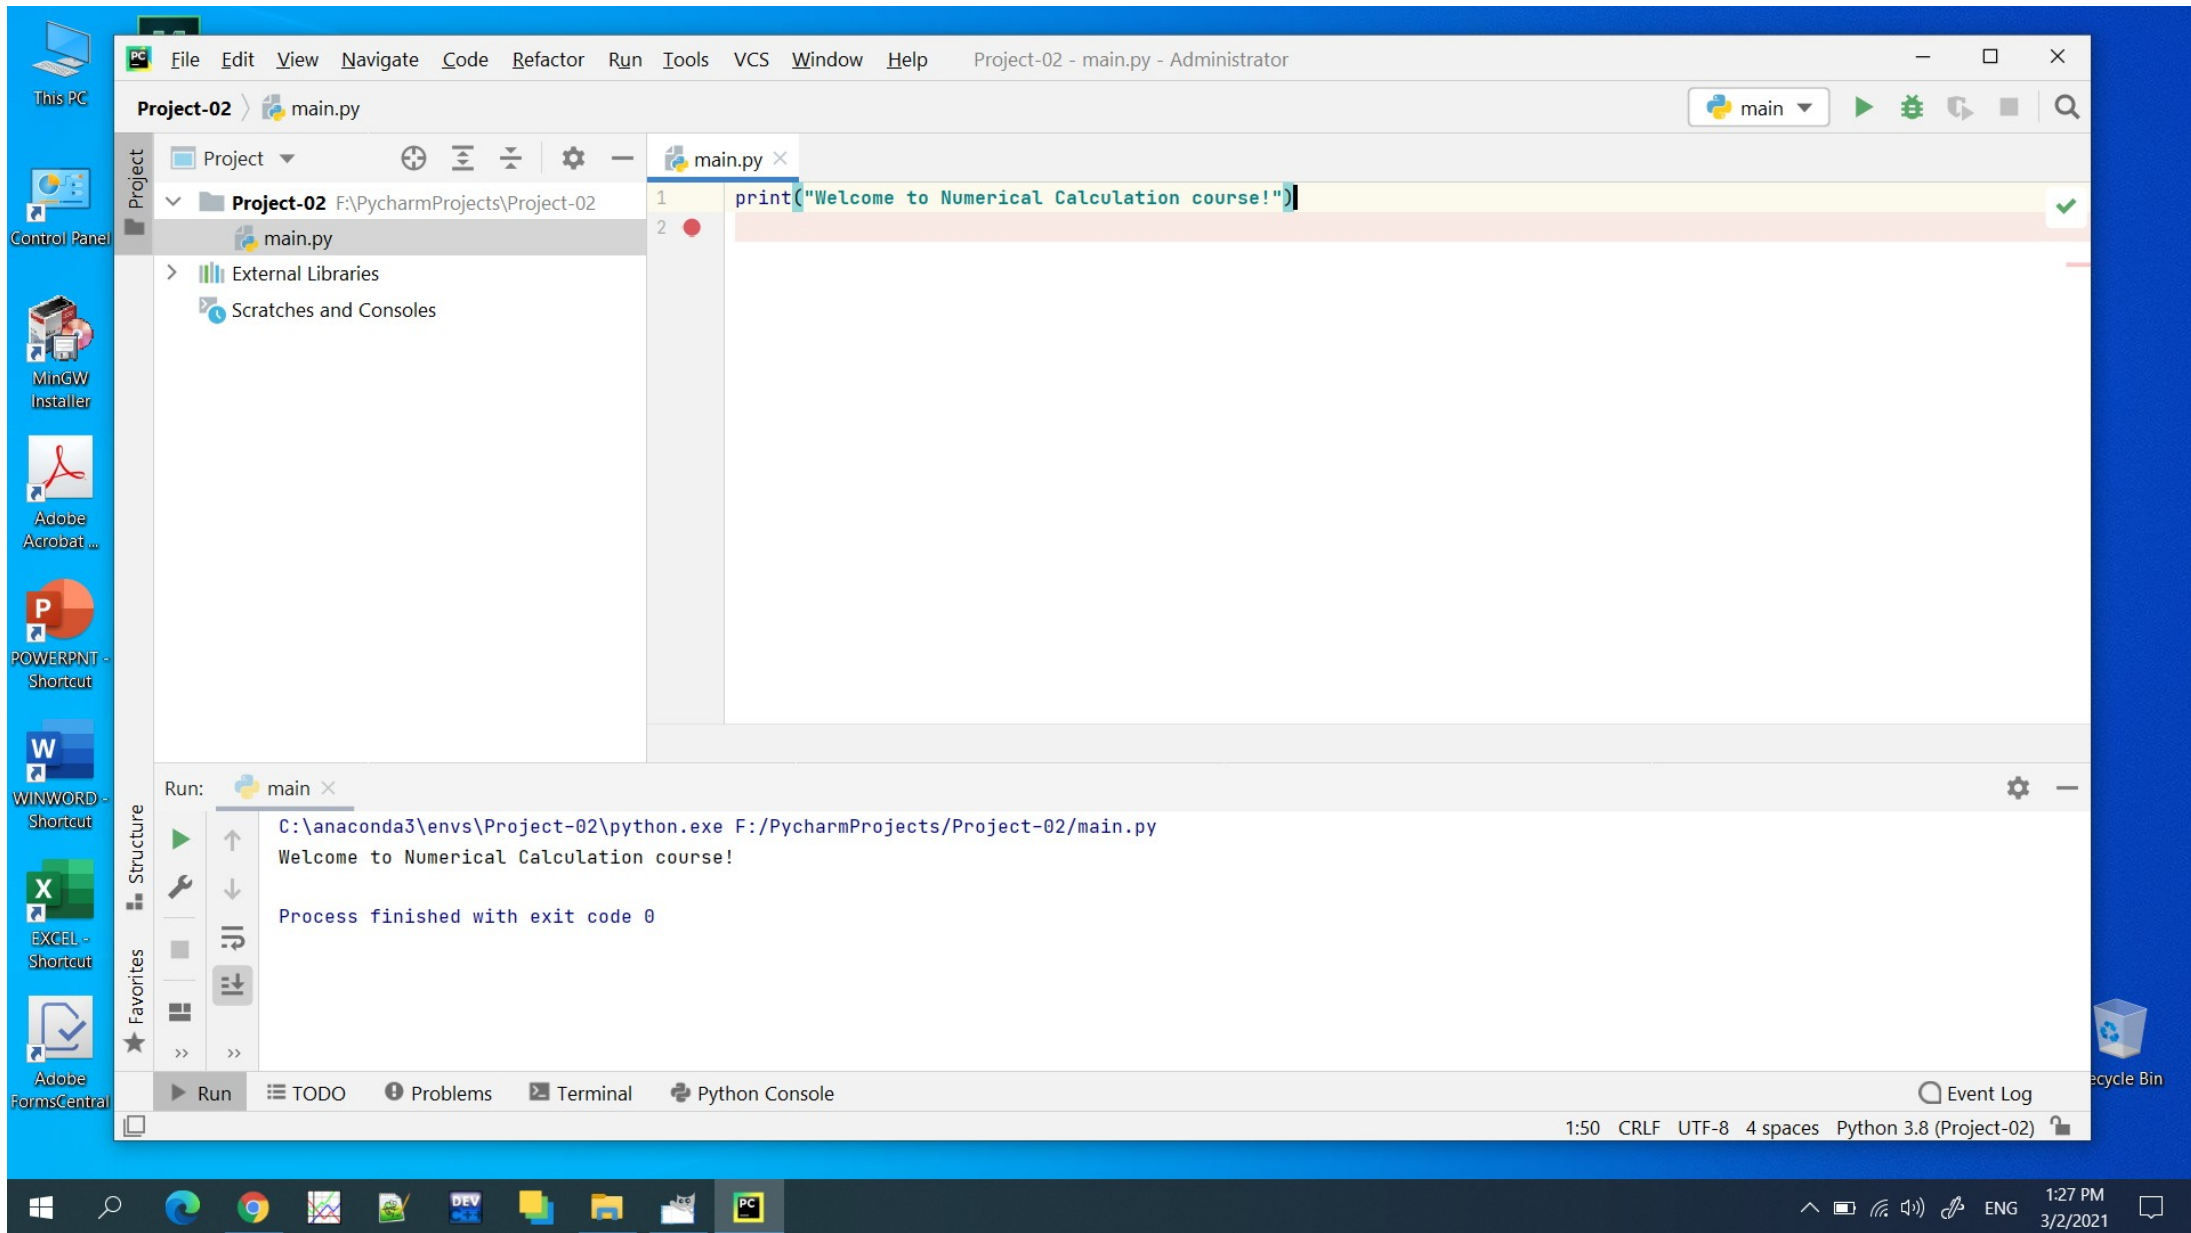 This PC
Control Panel
MinGW
Installer
Adobe
Acrobat ...
POWERPNT -
Shortcut
WINWORD -
Shortcut
EXCEL -
Shortcut
Adobe
FormsCentral
File Edit View Navigate Code Refactor Run Tools VCS Window Help Project-02 - main.py - Administrator
Project-02 main.py
main
Project
Project
main.py
Project-02 F:\PycharmProjects\Project-02
main.py
External Libraries
Scratches and Consoles
1 print("Welcome to Numerical Calculation course!")
2
Structure
Favorites
Run: main
C:\anaconda3\envs\Project-02\python.exe F:/PycharmProjects/Project-02/main.py
Welcome to Numerical Calculation course!
Process finished with exit code 0
Run TODO Problems Terminal Python Console Event Log
1:50 CRLF UTF-8 4 spaces Python 3.8 (Project-02)
ecycle Bin
DEV
C++
PC
ENG
1:27 PM
3/2/2021